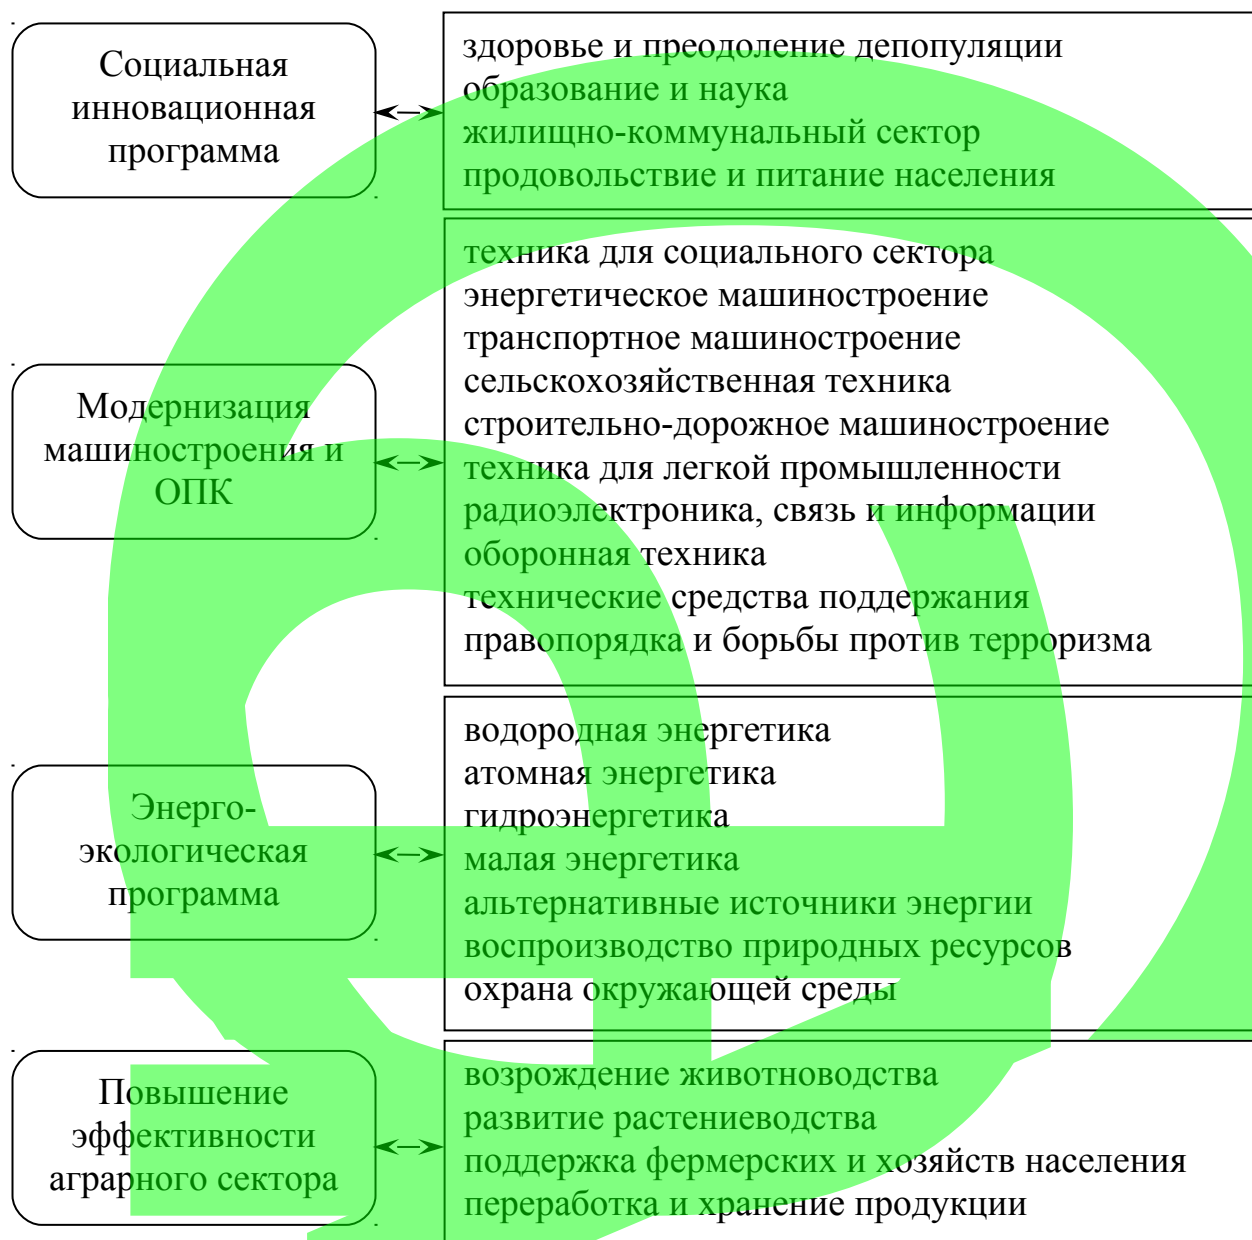 Социальная
инновационная
программа
здоровье и преодоление депопуляции
образование и наука
жилищно-коммунальный сектор
продовольствие и питание населения
Модернизация
машиностроения и
ОПК
техника для социального сектора
энергетическое машиностроение
транспортное машиностроение
сельскохозяйственная техника
строительно-дорожное машиностроение
техника для легкой промышленности
радиоэлектроника, связь и информации
оборонная техника
технические средства поддержания
правопорядка и борьбы против терроризма
Энерго-
экологическая
программа
водородная энергетика
атомная энергетика
гидроэнергетика
малая энергетика
альтернативные источники энергии
воспроизводство природных ресурсов
охрана окружающей среды
Повышение
эффективности
аграрного сектора
возрождение животноводства
развитие растениеводства
поддержка фермерских и хозяйств населения
переработка и хранение продукции